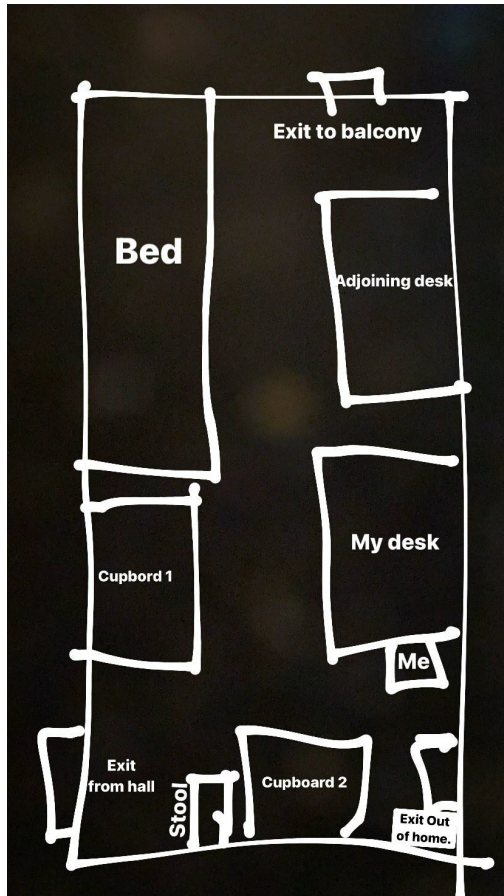 Exit to balcony
Bed
Adjoining desk
My desk
Cupbord 1
Me
Exit
from hall
Stool
Cupboard 2
Exit Out
of home.